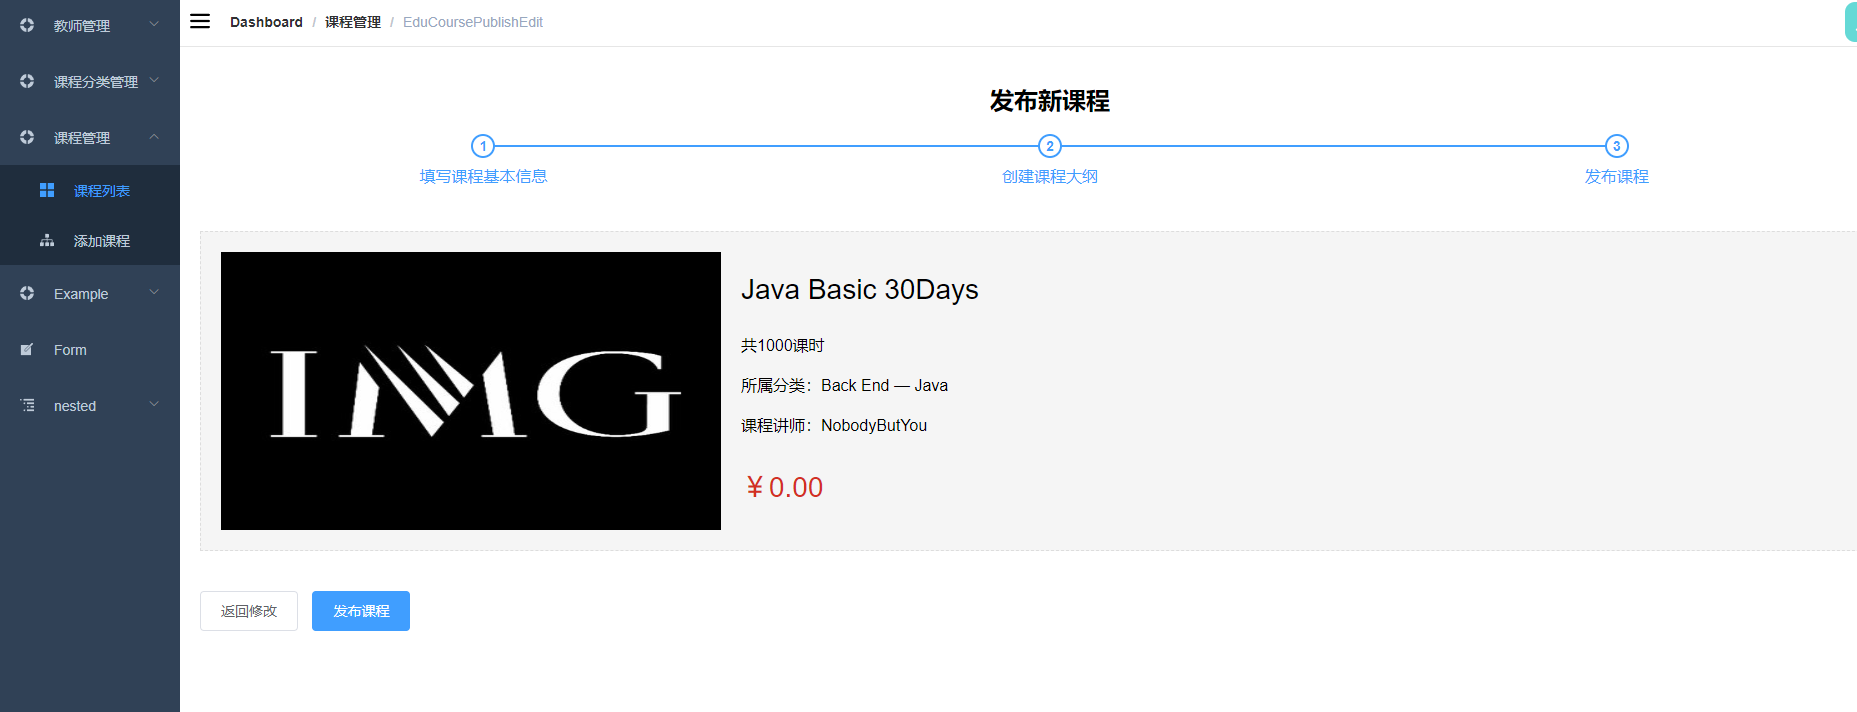 教师管理
课程分类管理
课程管理
课程列表
添加课程
Example
Form
nested
Dashboard / 课程管理 / EduCoursePublishEdit
发布新课程
1 2 3
填写课程基本信息 创建课程大纲 发布课程
IMG
Java Basic 30Days
共1000课时
所属分类：Back End — Java
课程讲师：NobodyButYou
￥0.00
返回修改 发布课程